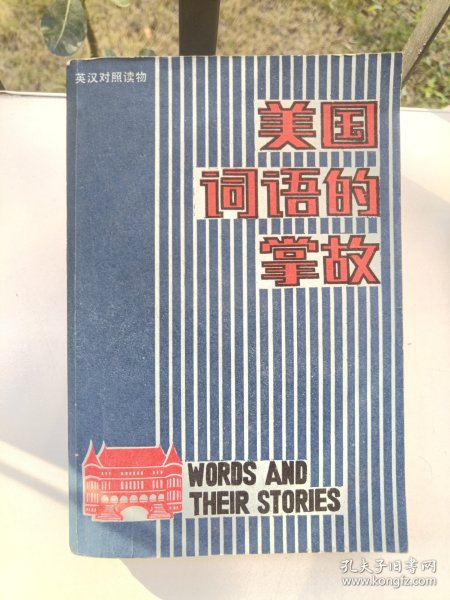 英汉对照读物
美国
词语的
掌故
WORDS AND
THEIR STORIES
孔夫子旧书网
www.kongfz.com